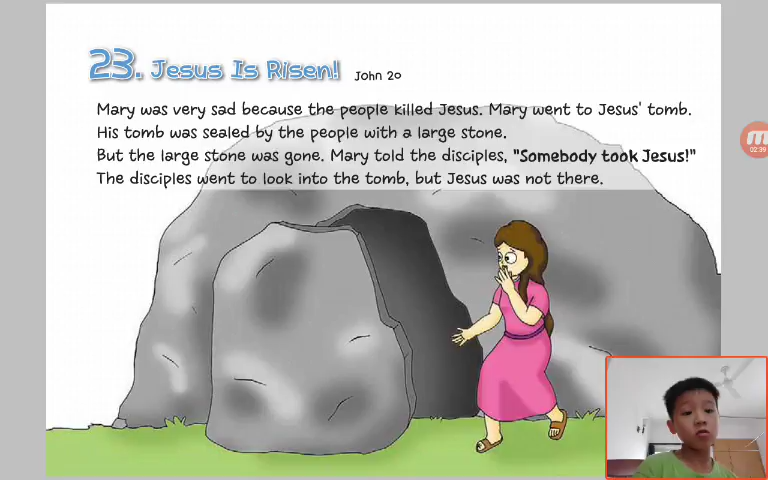 23. Jesus Is Risen! John 20
Mary was very sad because the people killed Jesus. Mary went to Jesus' tomb.
His tomb was sealed by the people with a large stone.
But the large stone was gone. Mary told the disciples, "Somebody took Jesus!"
The disciples went to look into the tomb, but Jesus was not there.
M
02:39